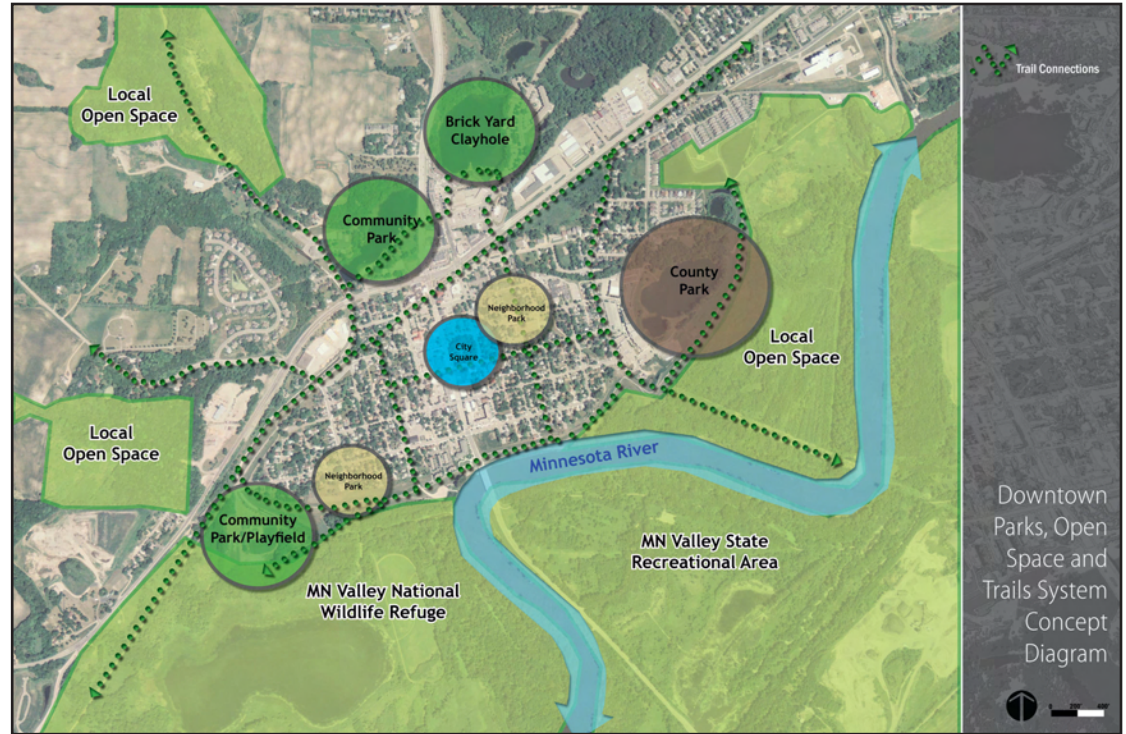 Local
Open Space
Brick Yard
Clayhole
Community
Park
County
Park
Neighborhood
Park
City
Square
Local
Open Space
Local
Open Space
Minnesota River
Neighborhood
Park
Community
Park/Playfield
MN Valley National
Wildlife Refuge
MN Valley State
Recreational Area
Trail Connections
Downtown
Parks, Open
Space and
Trails System
Concept
Diagram
0